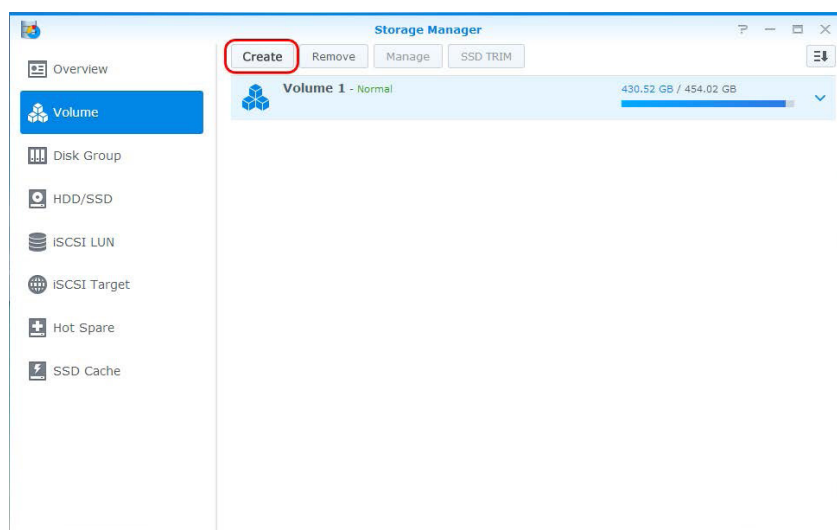 Storage Manager
Overview
Volume
Disk Group
HDD/SSD
iSCSI LUN
iSCSI Target
Hot Spare
SSD Cache
Create Remove Manage SSD TRIM
Volume 1 - Normal 430.52 GB / 454.02 GB